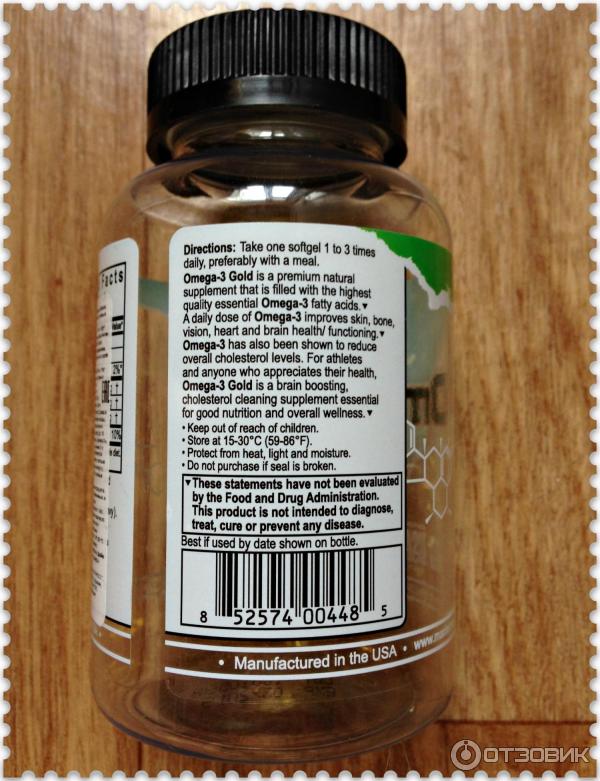 Facts
Value*
2%*
†
†
†
10%
Directions: Take one softgel 1 to 3 times
daily, preferably with a meal.
Omega-3 Gold is a premium natural
supplement that is filled with the highest
quality essential Omega-3 fatty acids.▼
A daily dose of Omega-3 improves skin, bone,
vision, heart and brain health/ functioning.▼
Omega-3 has also been shown to reduce
overall cholesterol levels. For athletes
and anyone who appreciates their health,
Omega-3 Gold is a brain boosting,
cholesterol cleaning supplement essential
for good nutrition and overall wellness.▼
• Keep out of reach of children.
• Store at 15-30°C (59-86°F).
• Protect from heat, light and moisture.
• Do not purchase if seal is broken.
▼These statements have not been evaluated
by the Food and Drug Administration.
This product is not intended to diagnose,
treat, cure or prevent any disease.
Best if used by date shown on bottle.
8 52574 00448 5
• Manufactured in the USA • www.
ОТЗОВИК